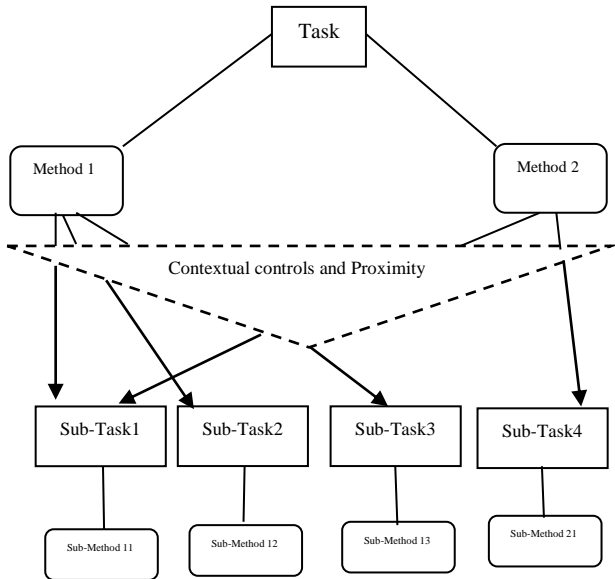 Task
Method 1
Method 2
Contextual controls and Proximity
Sub-Task1
Sub-Task2
Sub-Task3
Sub-Task4
Sub-Method 11
Sub-Method 12
Sub-Method 13
Sub-Method 21